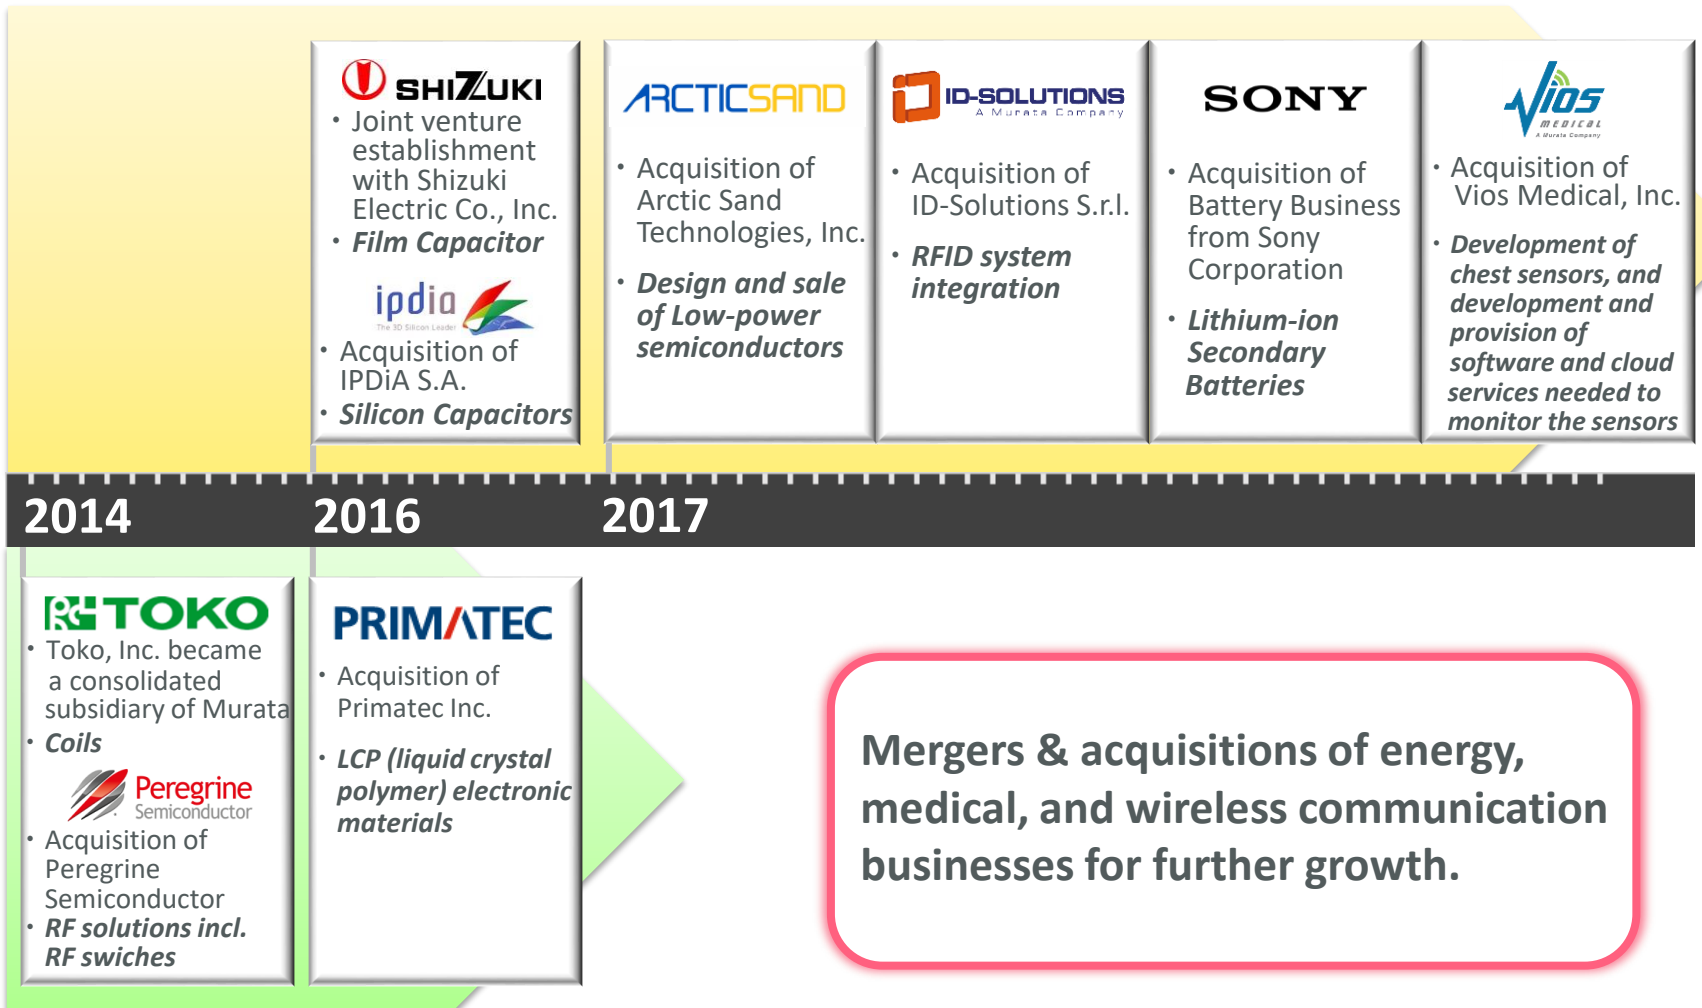 SHIZUKI
・Joint venture
establishment
with Shizuki
Electric Co., Inc.
・Film Capacitor
ipdia
The 3D Silicon Leader
・Acquisition of
IPDiA S.A.
・Silicon Capacitors
ARCTICSAND
・Acquisition of
Arctic Sand
Technologies, Inc.
・Design and sale
of Low-power
semiconductors
ID-SOLUTIONS
A Murata Company
・Acquisition of
ID-Solutions S.r.l.
・RFID system
integration
SONY
・Acquisition of
Battery Business
from Sony
Corporation
・Lithium-ion
Secondary
Batteries
Vios
MEDICAL
A Murata Company
・Acquisition of
Vios Medical, Inc.
・Development of
chest sensors, and
development and
provision of
software and cloud
services needed to
monitor the sensors
2014
2016
2017
TOKO
・Toko, Inc. became
a consolidated
subsidiary of Murata
・Coils
Peregrine
Semiconductor
・Acquisition of
Peregrine
Semiconductor
・RF solutions incl.
RF swiches
PRIMATEC
・Acquisition of
Primatec Inc.
・LCP (liquid crystal
polymer) electronic
materials
Mergers & acquisitions of energy,
medical, and wireless communication
businesses for further growth.